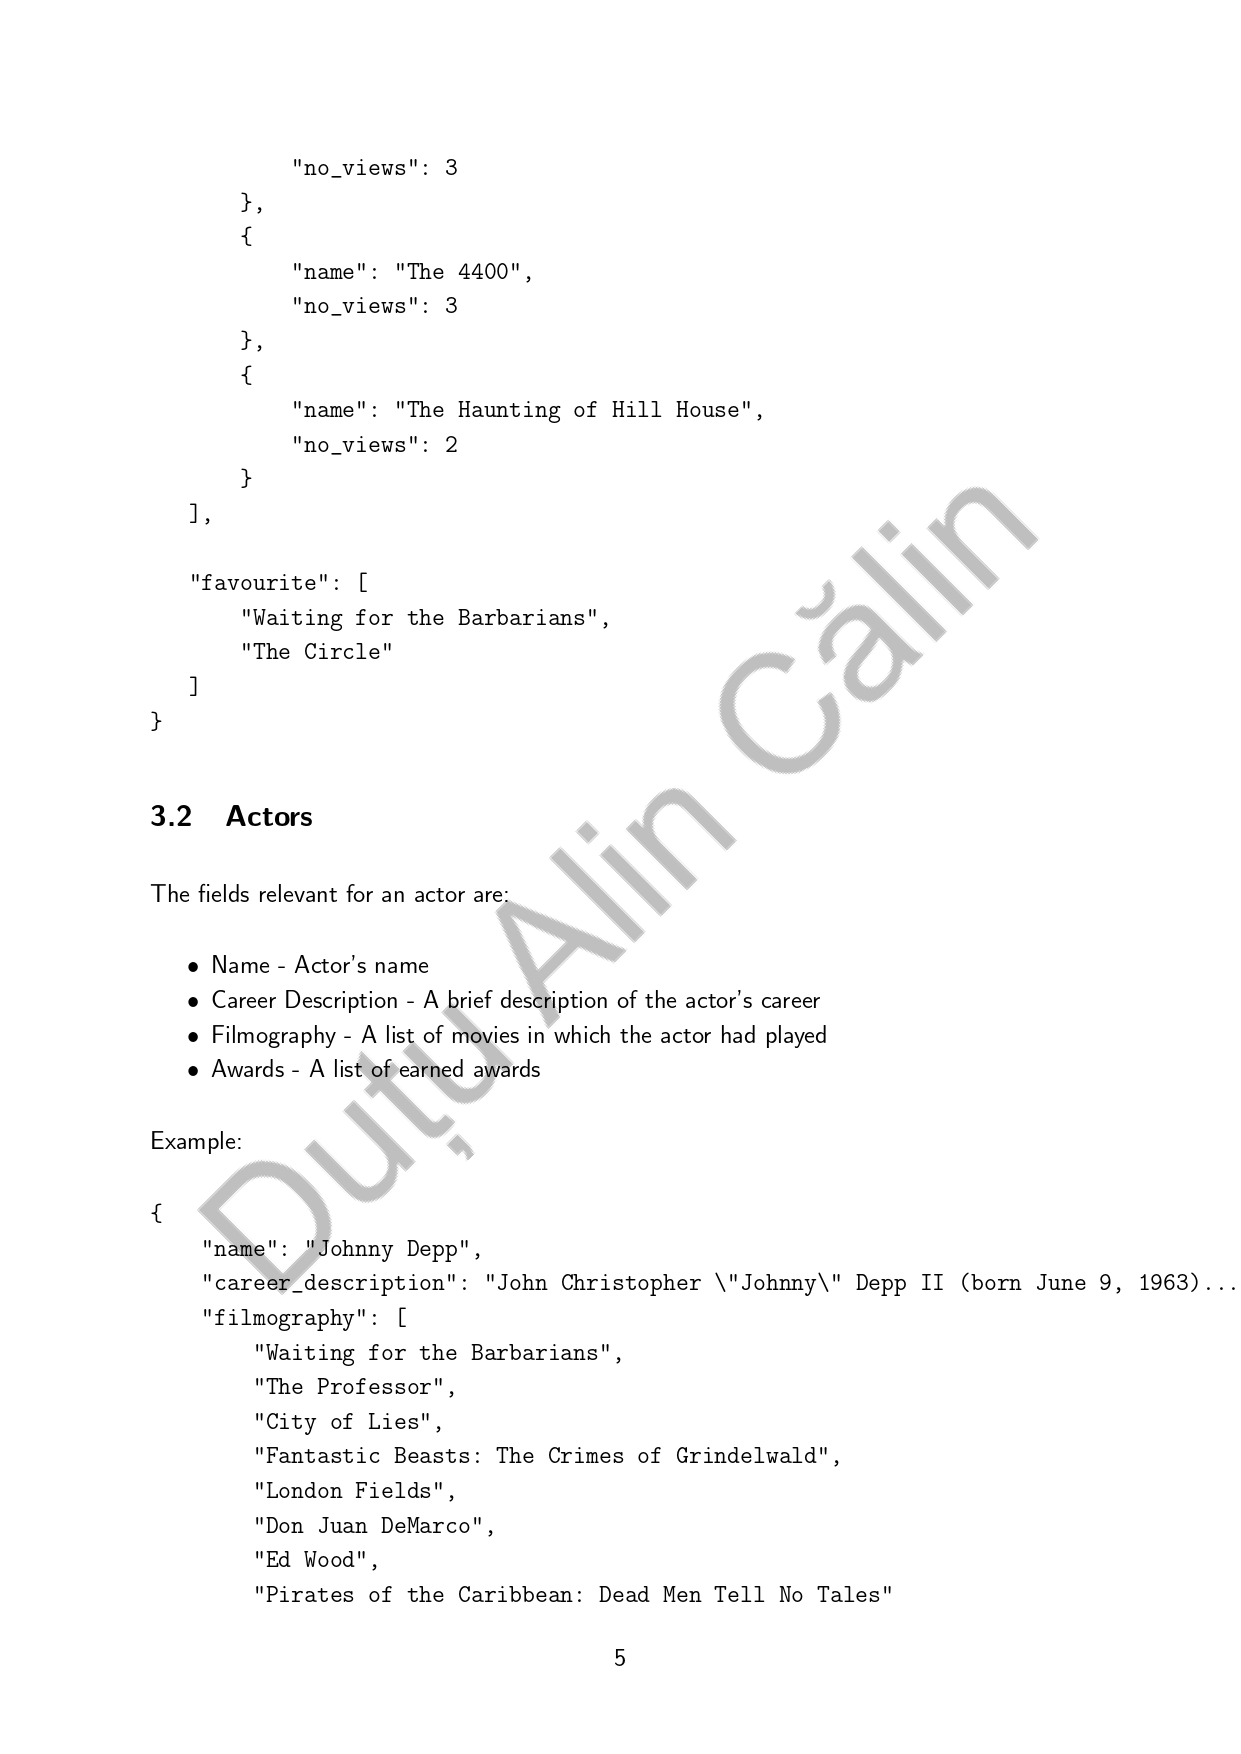 "no_views": 3
},
{
"name": "The 4400",
"no_views": 3
},
{
"name": "The Haunting of Hill House",
"no_views": 2
}
],
"favourite": [
"Waiting for the Barbarians",
"The Circle"
]
}
3.2 Actors
The fields relevant for an actor are:
• Name - Actor's name
• Career Description - A brief description of the actor's career
• Filmography - A list of movies in which the actor had played
• Awards - A list of earned awards
Example:
{
"name": "Johnny Depp",
"career_description": "John Christopher \"Johnny\" Depp II (born June 9, 1963)...
"filmography": [
"Waiting for the Barbarians",
"The Professor",
"City of Lies",
"Fantastic Beasts: The Crimes of Grindelwald",
"London Fields",
"Don Juan DeMarco",
"Ed Wood",
"Pirates of the Caribbean: Dead Men Tell No Tales"
5
Duțu Alin Călin